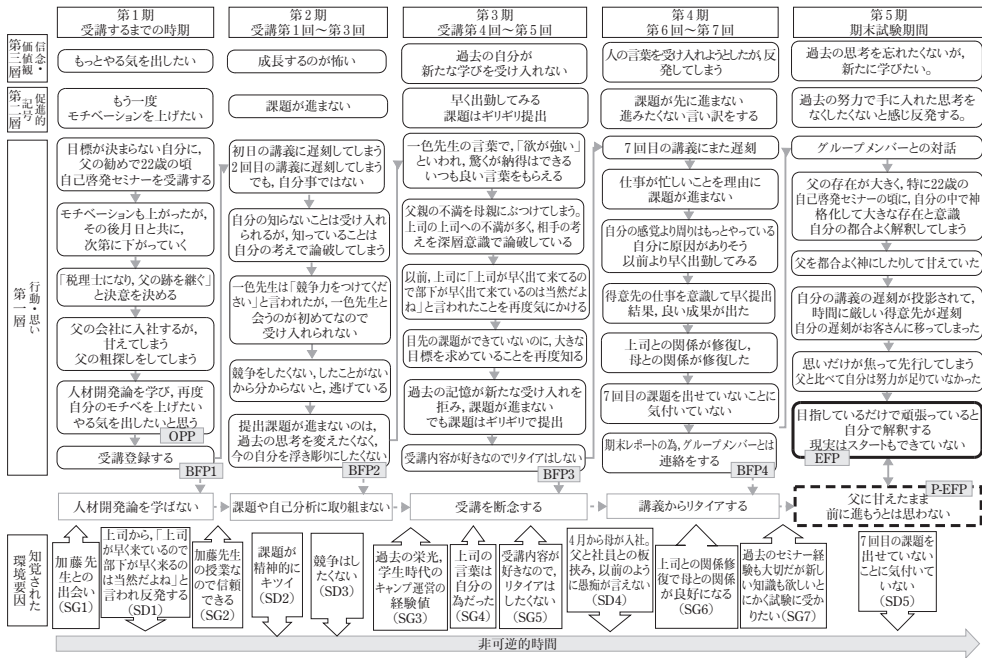 第1期
受講するまでの時期
第2期
受講第1回～第3回
第3期
受講第4回～第5回
第4期
第6回～第7回
第5期
期末試験期間
信念・
価値観
第三層
もっとやる気を出したい
成長するのが怖い
過去の自分が
新たな学びを受け入れない
人の言葉を受け入れようとしたが,反
発してしまう
過去の思考を忘れたくないが,
新たに学びたい。
促進的
記号
第二層
もう一度
モチベーションを上げたい
課題が進まない
早く出勤してみる
課題はギリギリ提出
課題が先に進まない
進みたくない言い訳をする
過去の努力で手に入れた思考を
なくしたくないと感じ反発する。
行動・思い
第一層
目標が決まらない自分に,
父の勧めで22歳の頃
自己啓発セミナーを受講する
モチベーションも上がったが,
その後月日と共に,
次第に下がっていく
「税理士になり,父の跡を継ぐ」
と決意を決める
父の会社に入社するが,
甘えてしまう
父の粗探しをしてしまう
人材開発論を学び,再度
自分のモチベを上げたい
やる気を出したいと思う
OPP
受講登録する
BFP1
初日の講義に遅刻してしまう
2回目の講義に遅刻してしまう
でも,自分事ではない
自分の知らないことは受け入れ
られるが,知っていることは
自分の考えで論破してしまう
一色先生は「競争力をつけてくだ
さい」と言われたが,一色先生と
会うのが初めてなので
受け入れられない
競争をしたくない,したことがない
から分からないと,逃げている
提出課題が進まないのは,
過去の思考を変えたくなく,
今の自分を浮き彫りにしたくない
BFP2
一色先生の言葉で,「欲が強い」
といわれ,驚くが納得はできる
いつも良い言葉をもらえる
父親の不満を母親にぶつけてしまう。
上司の上司への不満が多く,相手の考
えを深層意識で論破している
以前,上司に「上司が早く出て来てるの
で部下が早く出て来ているのは当然だよ
ね」と言われたことを再度気にかける
目先の課題ができないのに,大きな
目標を求めていることを再度知る
過去の記憶が新たな受け入れを
拒み,課題が進まない
でも課題はギリギで提出
受講内容が好きなのでリタイアはしない
BFP3
7回目の講義にまた遅刻
仕事が忙しいことを理由に
課題が進まない
自分の感覚より周りはもっとやっている
自分に原因がありそう
以前より早く出勤してみる
得意先の仕事を意識して早く提出
結果,良い成果が出た
上司との関係が修復し,
母との関係が修復した
7回目の課題を出せていないことに
気付いていない
期末レポートの為,グループメンバーとは
連絡をする
BFP4
グループメンバーとの対話
父の存在が大きく,特に22歳の
自己啓発セミナーの頃に,自分の中で神
格化して大きな存在と意識
自分の都合よく解釈してしまう
父を都合よく神にしたりして甘えていた
自分の講義の遅刻が投影されて,
時間に厳しい得意先が遅刻
自分の遅刻がお客さんに移ってしまった
思いだけが焦って先行してしまう
父と比べて自分は努力が足りていなかった
目指しているだけで頑張っていると
自分で解釈する
現実はスタートもできていない
EFP
人材開発論を学ばない
課題や自己分析に取り組まない
受講を断念する
講義からリタイアする
P-EFP
父に甘えたまま
前に進もうとは思わない
知覚された
環境要因
加藤先
生との
出会い
(SG1)
上司から,「上司
が早く来ているので
部下が早く来るのは
当然だよね」と
言われ反発する
(SD1)
加藤先生
の授業な
ので信頼
できる
(SG2)
課題が
精神的に
キツイ
(SD2)
競争はし
たくない
(SD3)
過去の栄光,
学生時代の
キャンプ運営の
経験値
(SG3)
上司の
言葉は
自分の
為だった
(SG4)
受講内容が
好きなので,
リタイアは
したくない
(SG5)
4月から母が入社。
父と社員との板
挟み,以前のよう
に愚痴が言えない
(SD4)
上司との関係修
復で母との関係
が良好になる
(SG6)
過去のセミナー経
験も大切だが新し
い知識も欲しいと
にかく試験に受か
りたい(SG7)
7回目の課題を
出せていない
ことに気付い
ていない
(SD5)
非可逆的時間